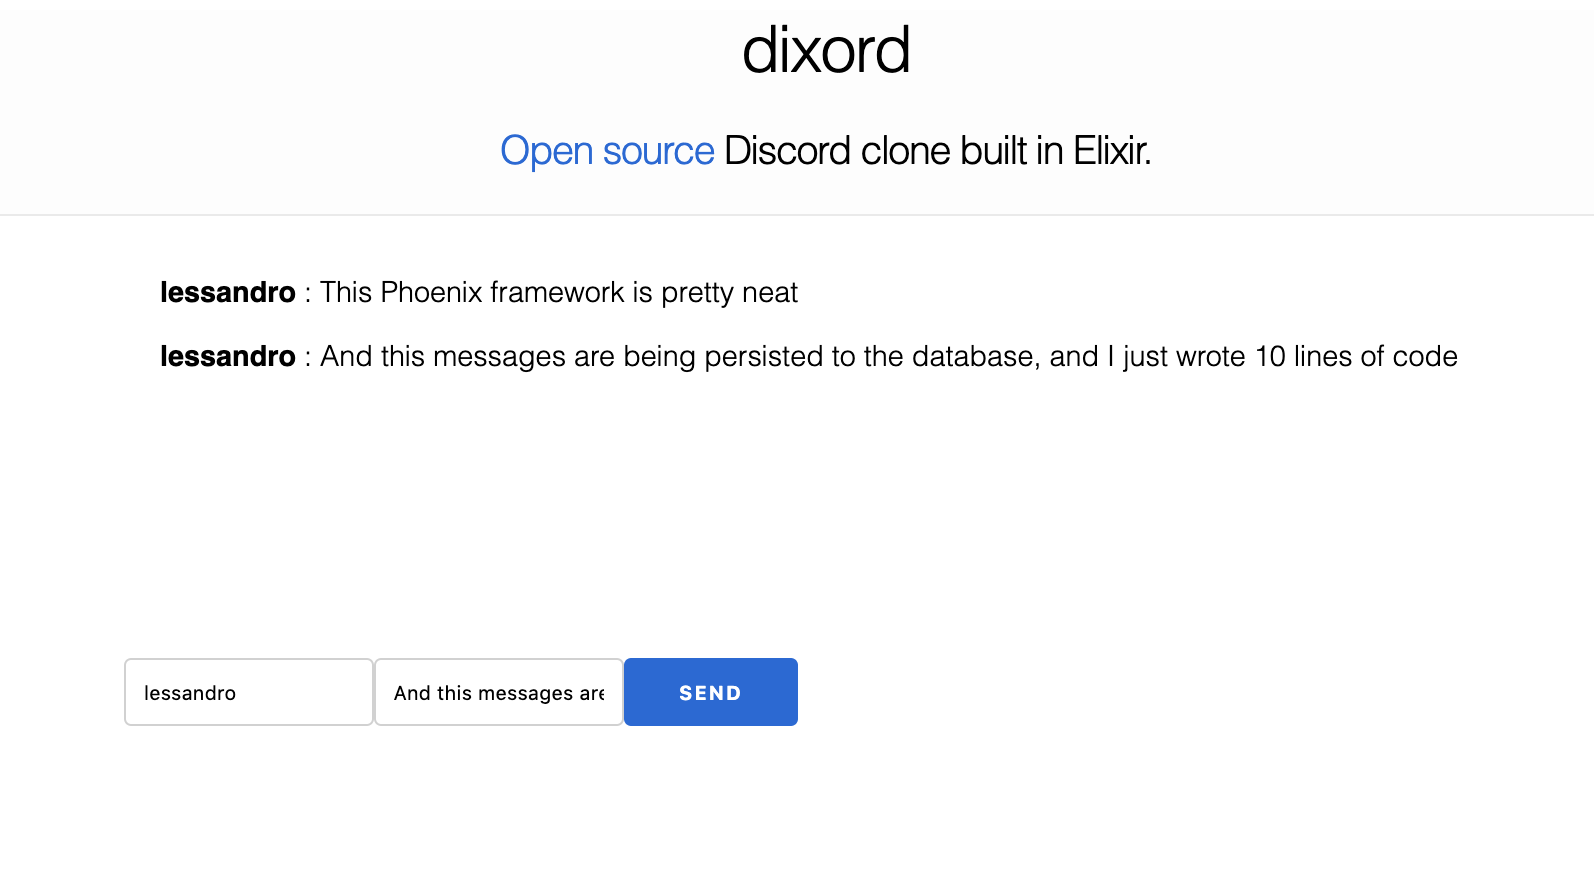 dixord
Open source Discord clone built in Elixir.
lessandro : This Phoenix framework is pretty neat
lessandro : And this messages are being persisted to the database, and I just wrote 10 lines of code
lessandro And this messages are SEND